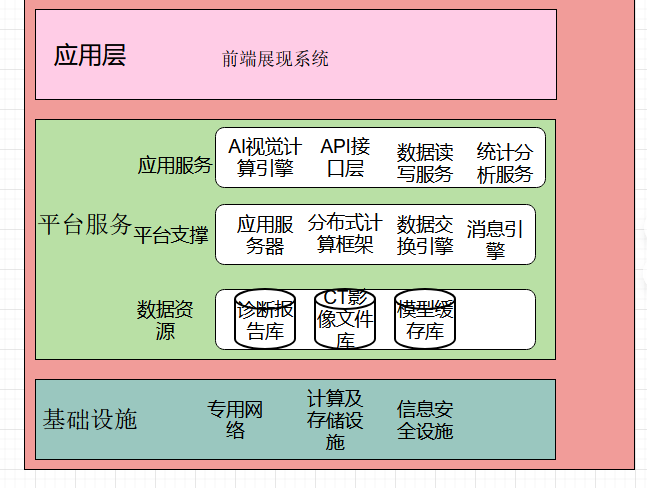 应用层
前端展现系统
平台服务
应用服务
AI视觉计
算引擎
API接
口层
数据读
写服务
统计分
析服务
平台支撑
应用服
务器
分布式计
算框架
数据交
换引擎
消息引
擎
数据资
源
诊断报
告库
CT影
像文件
库
模型缓
存库
基础设施
专用网
络
计算及
存储设
施
信息安
全设施